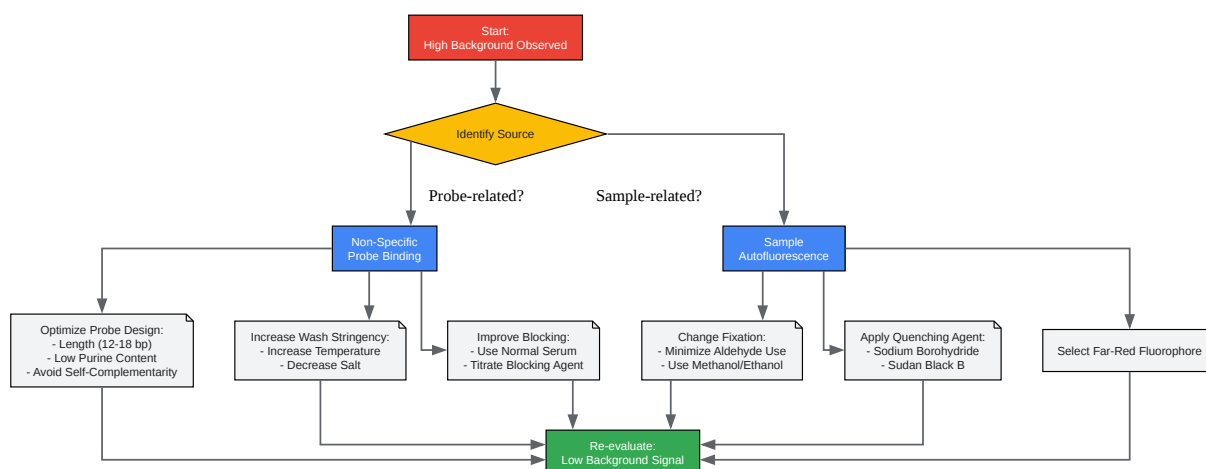 Start:
High Background Observed
Identify Source
Probe-related?
Sample-related?
Non-Specific
Probe Binding
Sample
Autofluorescence
Optimize Probe Design:
- Length (12-18 bp)
- Low Purine Content
- Avoid Self-Complementarity
Increase Wash Stringency:
- Increase Temperature
- Decrease Salt
Improve Blocking:
- Use Normal Serum
- Titrate Blocking Agent
Change Fixation:
- Minimize Aldehyde Use
- Use Methanol/Ethanol
Apply Quenching Agent:
- Sodium Borohydride
- Sudan Black B
Select Far-Red Fluorophore
Re-evaluate:
Low Background Signal